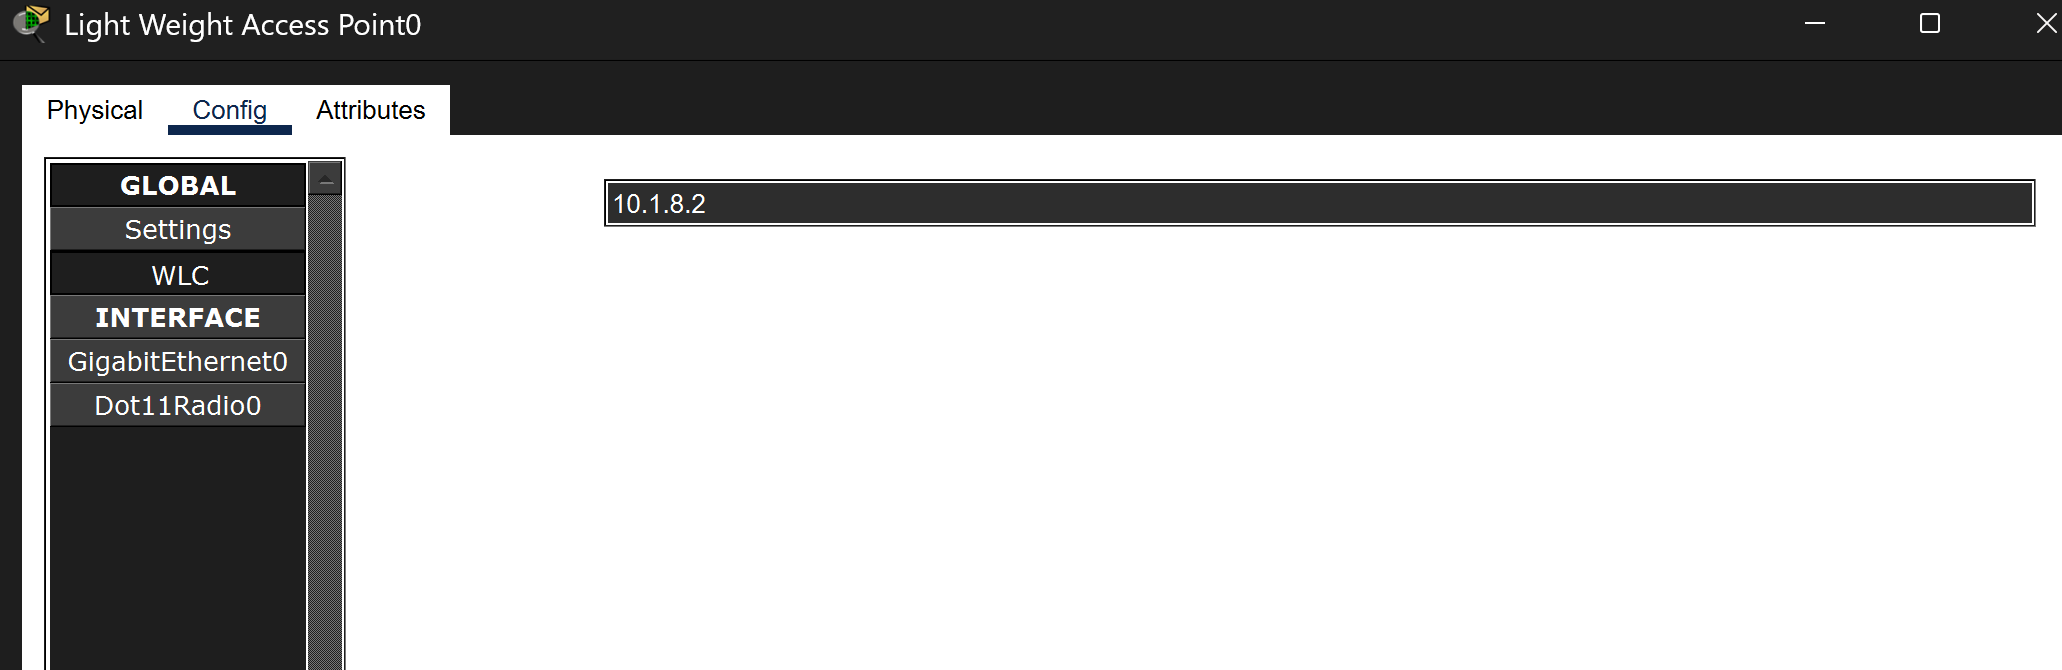 Light Weight Access Point0
Physical Config Attributes
GLOBAL
Settings
WLC
INTERFACE
GigabitEthernet0
Dot11Radio0
10.1.8.2